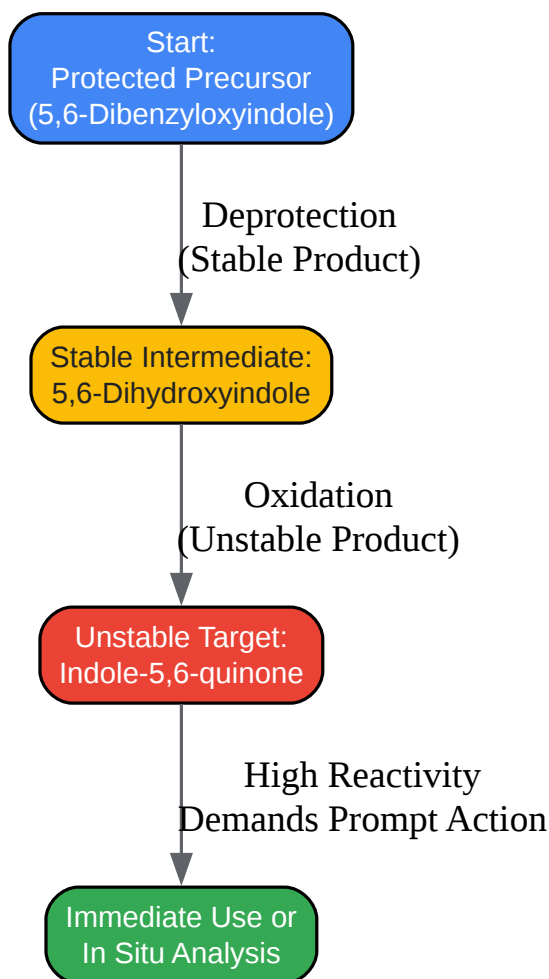 Start:
Protected Precursor
(5,6-Dibenzyloxyindole)
Deprotection
(Stable Product)
Stable Intermediate:
5,6-Dihydroxyindole
Oxidation
(Unstable Product)
Unstable Target:
Indole-5,6-quinone
High Reactivity
Demands Prompt Action
Immediate Use or
In Situ Analysis